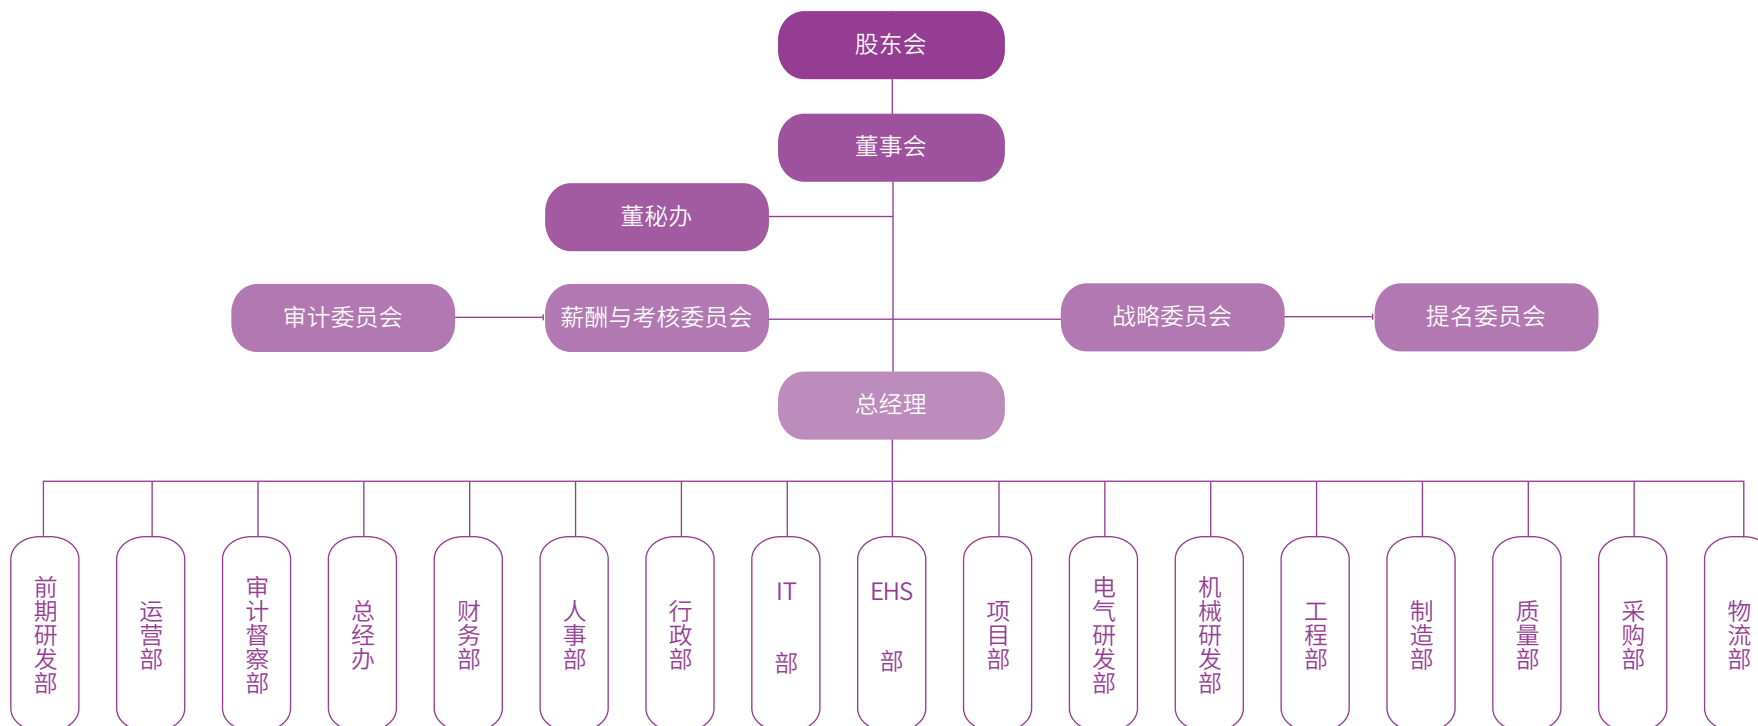 股东会
董事会
董秘办
审计委员会
薪酬与考核委员会
战略委员会
提名委员会
总经理
前期研发部
运营部
审计督察部
总经办
财务部
人事部
行政部
IT部
EHS部
项目部
电气研发部
机械研发部
工程部
制造部
质量部
采购部
物流部